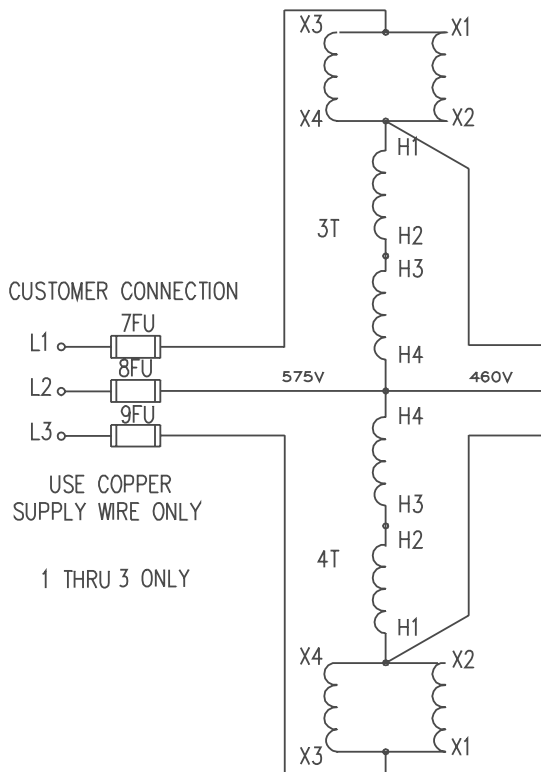 X3 X1
X4 X2
H1
3T
H2
H3
CUSTOMER CONNECTION
7FU
L1
H4
8FU
L2 575V 460V
9FU
H4
L3
USE COPPER
SUPPLY WIRE ONLY
H3
H2
4T
1 THRU 3 ONLY
H1
X4 X2
X3 X1